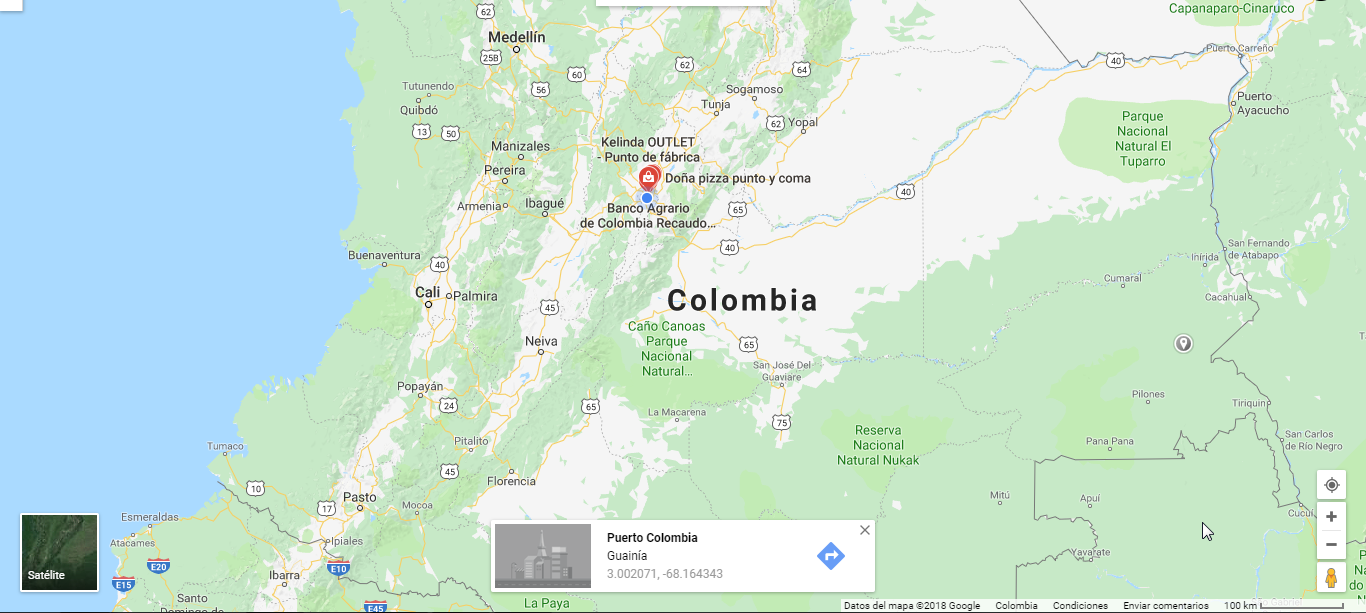 Capanaparo-Cinaruco
62
Medellín
25B
62
60
64
40
Puerto Carreño
Tutunendo
56
Sogamoso
Quibdó
Tunja
Puerto
Ayacucho
13
50
62
Yopal
Parque
Natural
Nacional El
Tuparro
Manizales
Kelinda OUTLET
- Punto de fábrica
Pereira
Doña pizza punto y coma
40
Armenia
Ibagué
Banco Agrario
de Colombia Recaudo...
65
40
Buenaventura
40
San Fernando
de Atabapo
Inírida
Cumaral
Cali
Palmira
45
Colombia
Cacahual
Caño Canoas
Parque
Nacional
Natural...
Neiva
65
San José Del
Guaviare
Popayán
24
65
La Macarena
75
Pilones
Tiriquin
Reserva
Nacional
Natural Nukak
Pana Pana
San Carlos
de Río Negro
Tumaco
Pitalito
45
Florencia
10
Pasto
17
Mocoa
Mitú
Apuí
Cucuí
Esmeraldas
Atacames
Ipiales
Yavarate
E20
E10
E15
Ibarra
E45
Santo
Domingo de
La Paya
Satélite
Puerto Colombia
Guainía
3.002071, -68.164343
Datos del mapa ©2018 Google
Colombia
Condiciones
Enviar comentarios
100 km